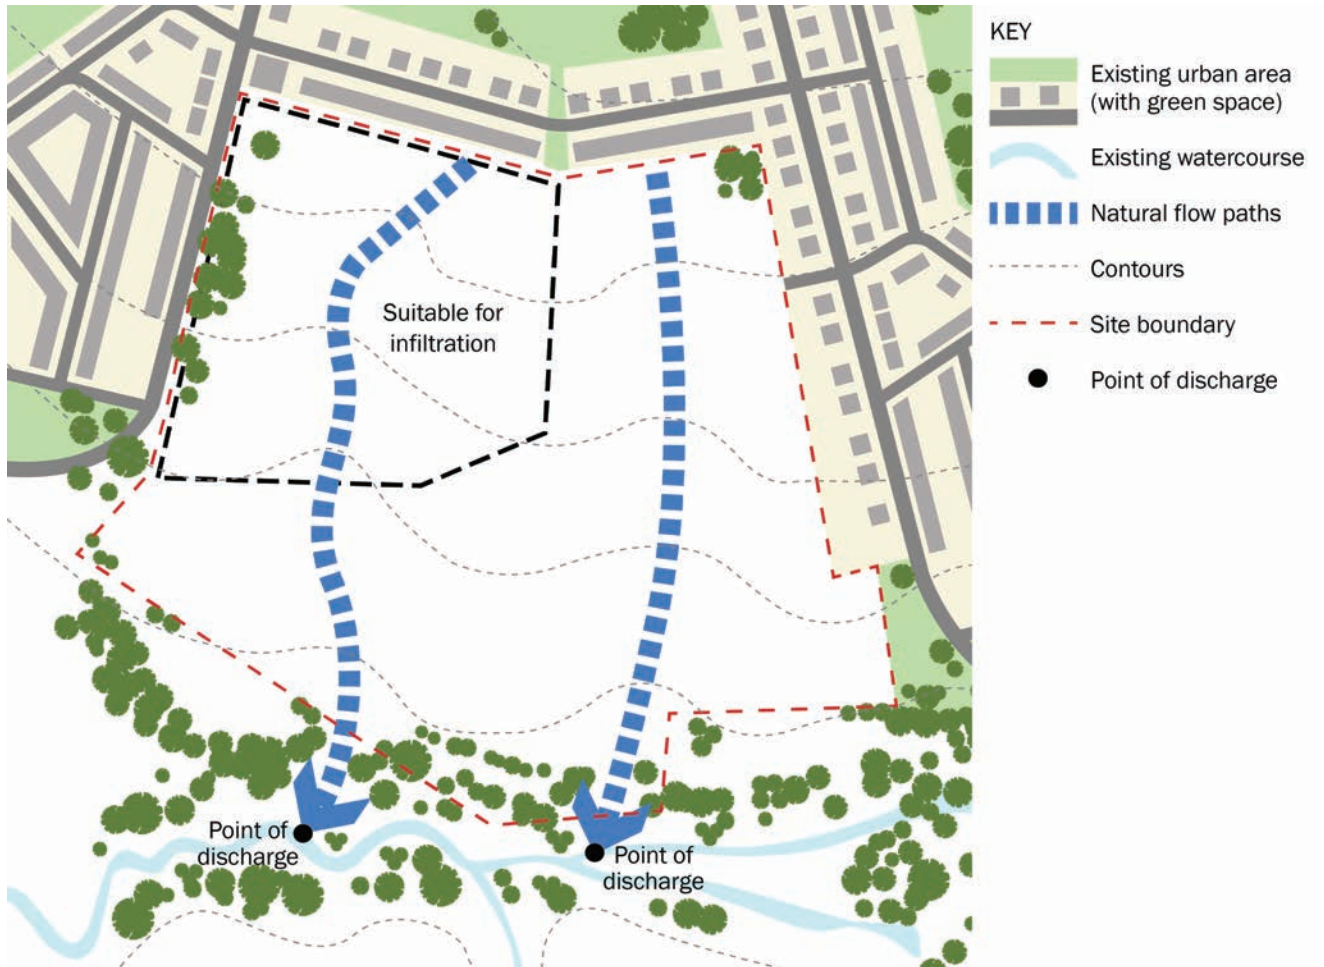 KEY
Existing urban area
(with green space)
Existing watercourse
Natural flow paths
Contours
Site boundary
Point of discharge
Suitable for
infiltration
Point of
discharge
Point of
discharge